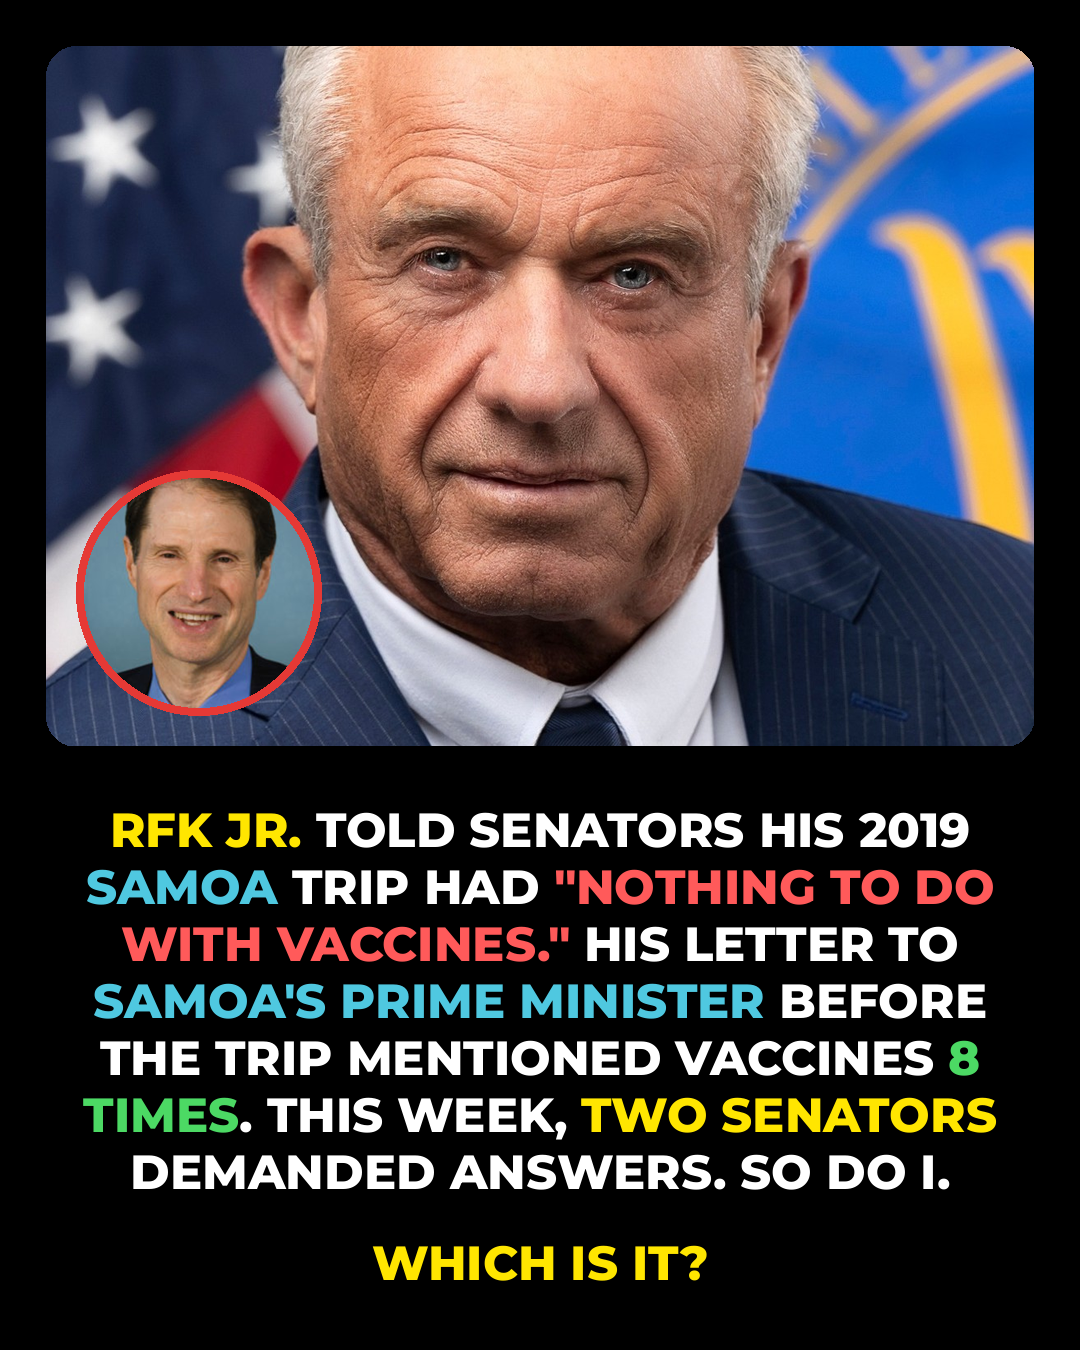 RFK JR. TOLD SENATORS HIS 2019
SAMOA TRIP HAD "NOTHING TO DO
WITH VACCINES." HIS LETTER TO
SAMOA'S PRIME MINISTER BEFORE
THE TRIP MENTIONED VACCINES 8
TIMES. THIS WEEK, TWO SENATORS
DEMANDED ANSWERS. SO DO I.
WHICH IS IT?